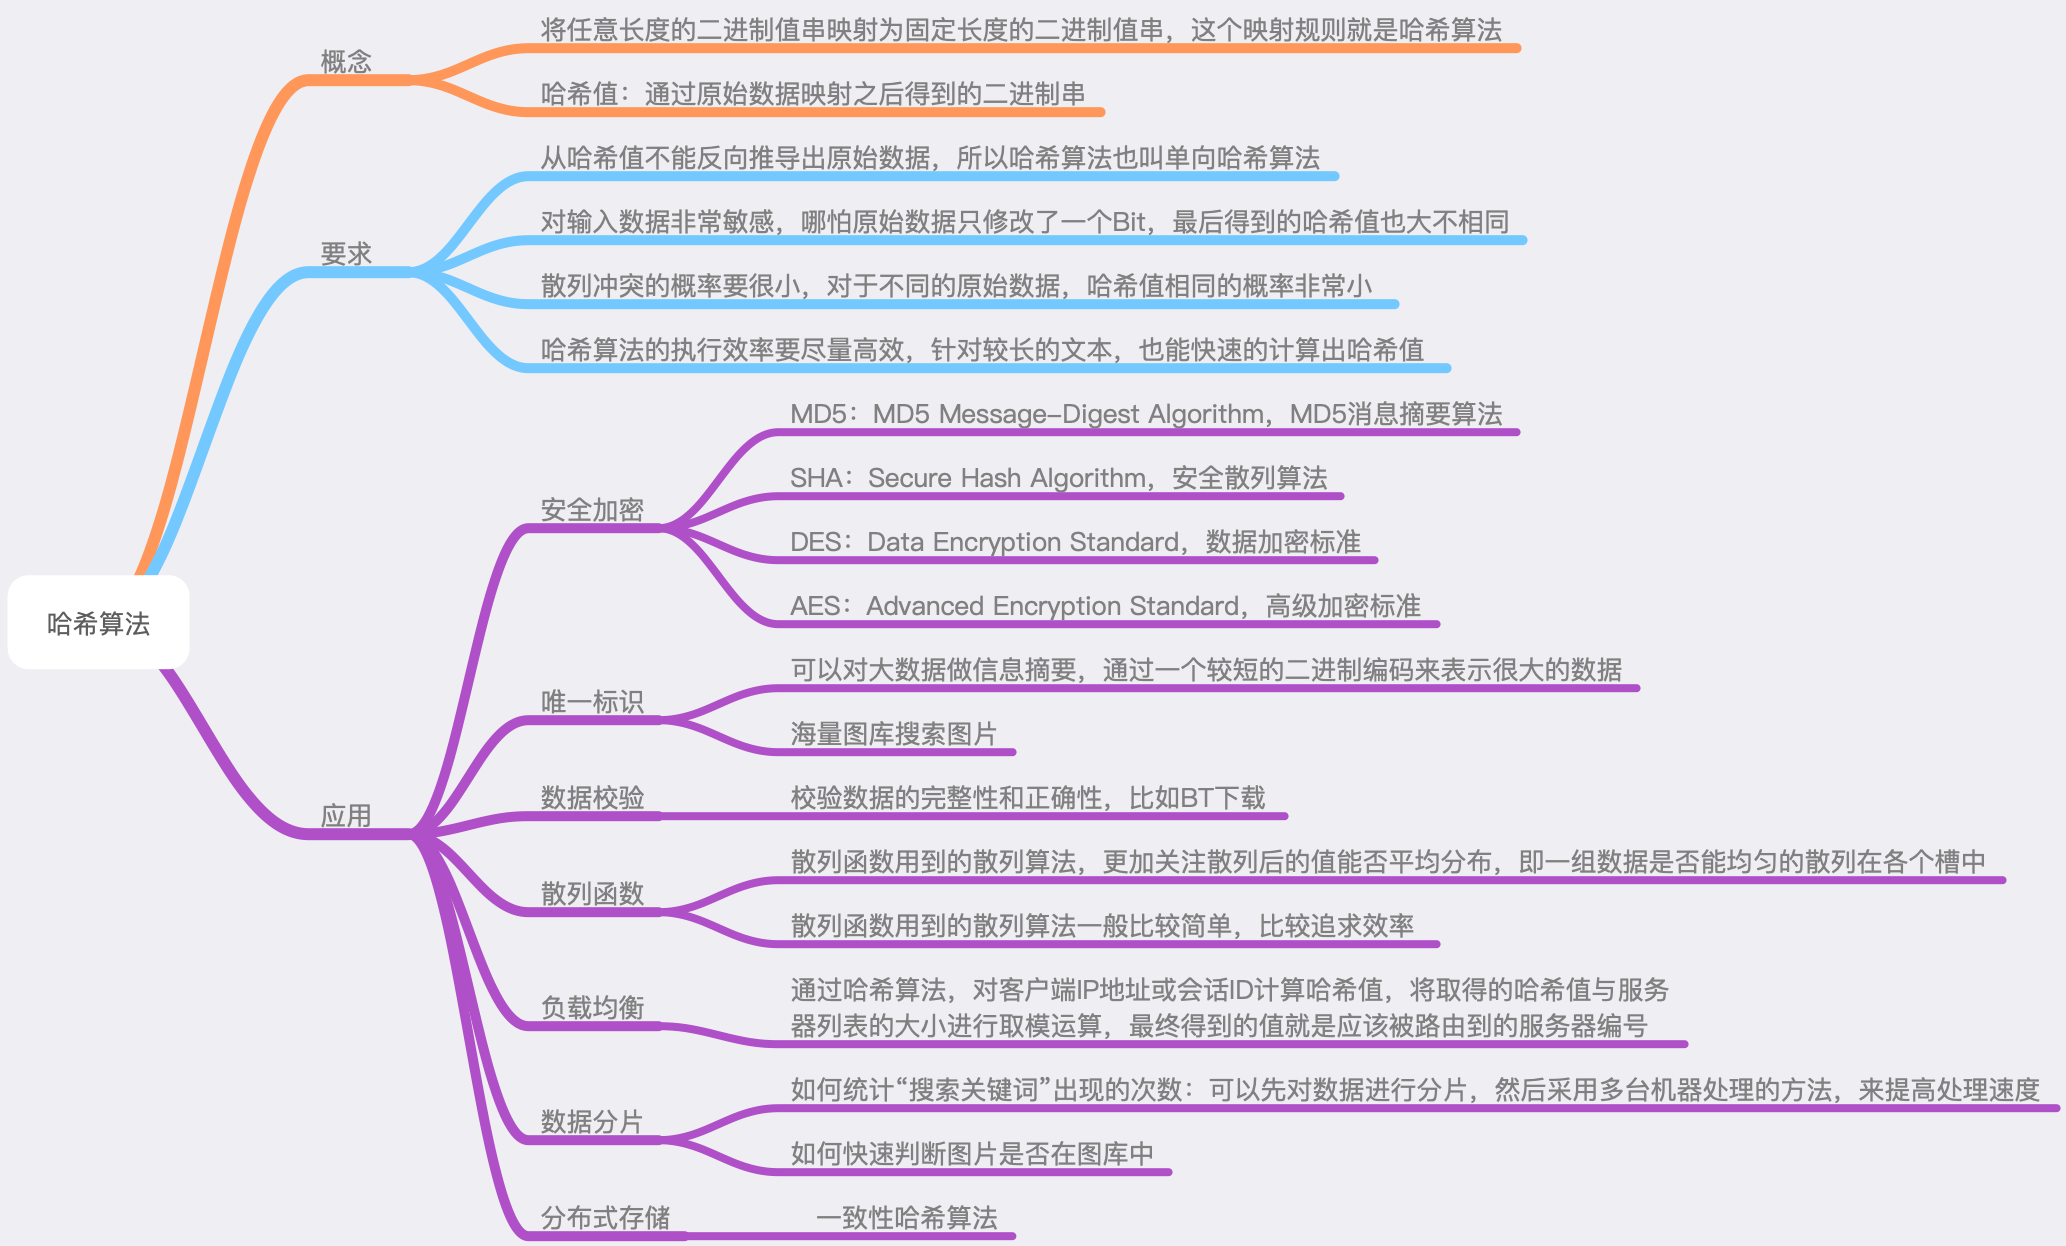 哈希算法
概念
将任意长度的二进制值串映射为固定长度的二进制值串，这个映射规则就是哈希算法
哈希值：通过原始数据映射之后得到的二进制串
要求
从哈希值不能反向推导出原始数据，所以哈希算法也叫单向哈希算法
对输入数据非常敏感，哪怕原始数据只修改了一个Bit，最后得到的哈希值也大不相同
散列冲突的概率要很小，对于不同的原始数据，哈希值相同的概率非常小
哈希算法的执行效率要尽量高效，针对较长的文本，也能快速的计算出哈希值
应用
安全加密
MD5：MD5 Message–Digest Algorithm，MD5消息摘要算法
SHA：Secure Hash Algorithm，安全散列算法
DES：Data Encryption Standard，数据加密标准
AES：Advanced Encryption Standard，高级加密标准
唯一标识
可以对大数据做信息摘要，通过一个较短的二进制编码来表示很大的数据
海量图库搜索图片
数据校验
校验数据的完整性和正确性，比如BT下载
散列函数
散列函数用到的散列算法，更加关注散列后的值能否平均分布，即一组数据是否能均匀的散列在各个槽中
散列函数用到的散列算法一般比较简单，比较追求效率
负载均衡
通过哈希算法，对客户端IP地址或会话ID计算哈希值，将取得的哈希值与服务
器列表的大小进行取模运算，最终得到的值就是应该被路由到的服务器编号
数据分片
如何统计“搜索关键词”出现的次数：可以先对数据进行分片，然后采用多台机器处理的方法，来提高处理速度
如何快速判断图片是否在图库中
分布式存储
一致性哈希算法